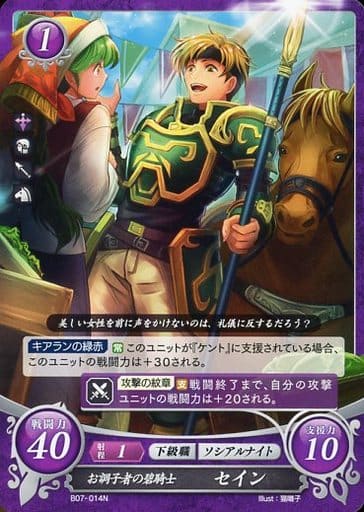 1
美しい女性を前に声をかけないのは、礼儀に反するだろう?
キアランの緑赤 常 このユニットが『ケント』に支援されている場合、
このユニットの戦闘力は+30される。
攻撃の紋章 支 戦闘終了まで、自分の攻撃
ユニットの戦闘力は+20される。
戦闘力
40
射程 1 下級職 ソシアルナイト
支援力
10
お調子者の碧騎士 セイン
B07-014N
Illust:猫囃子